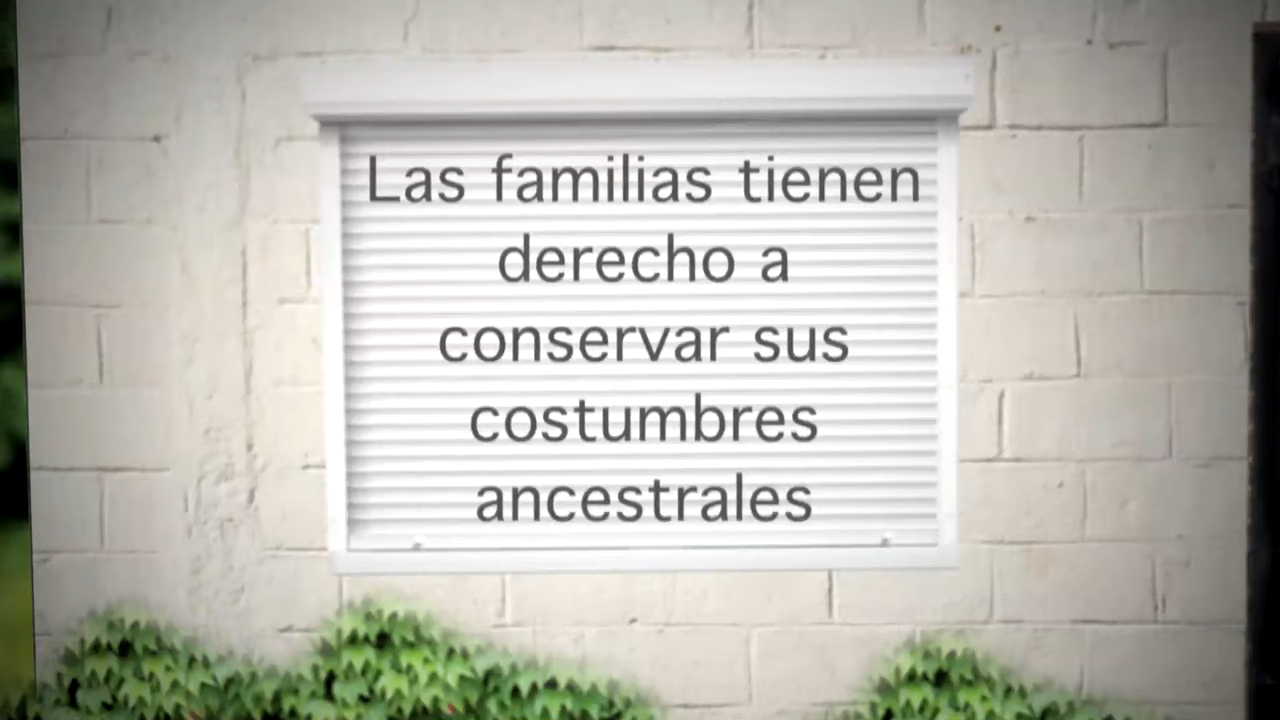 Las familias tienen
derecho a
conservar sus
costumbres
ancestrales